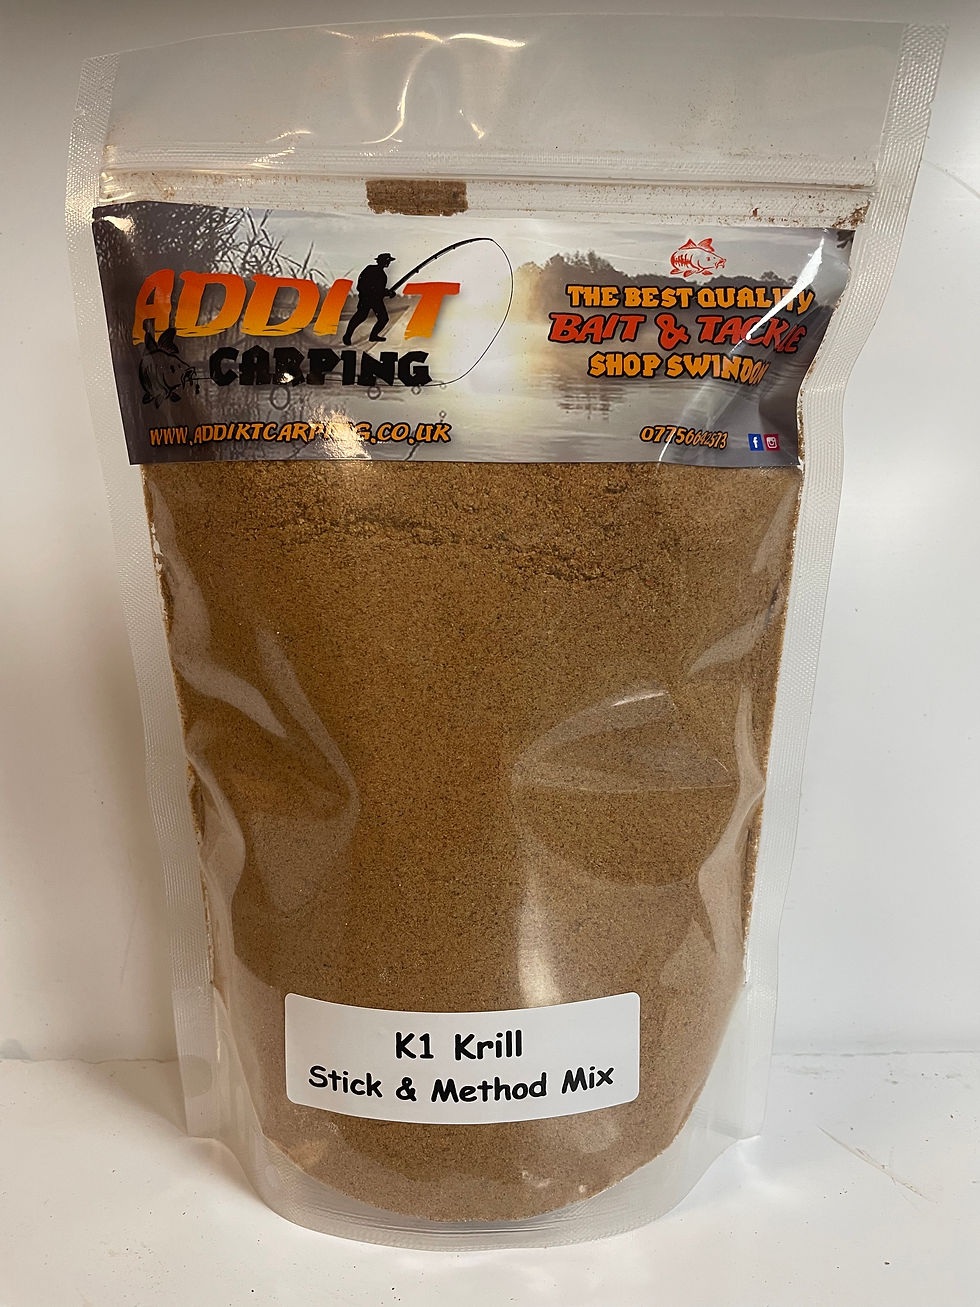 ADDIKT
CARPING
WWW.ADDIKTCARPING.CO.UK
THE BEST QUALITY
BAIT & TACKLE
SHOP SWINDON
K1 Krill
Stick & Method Mix